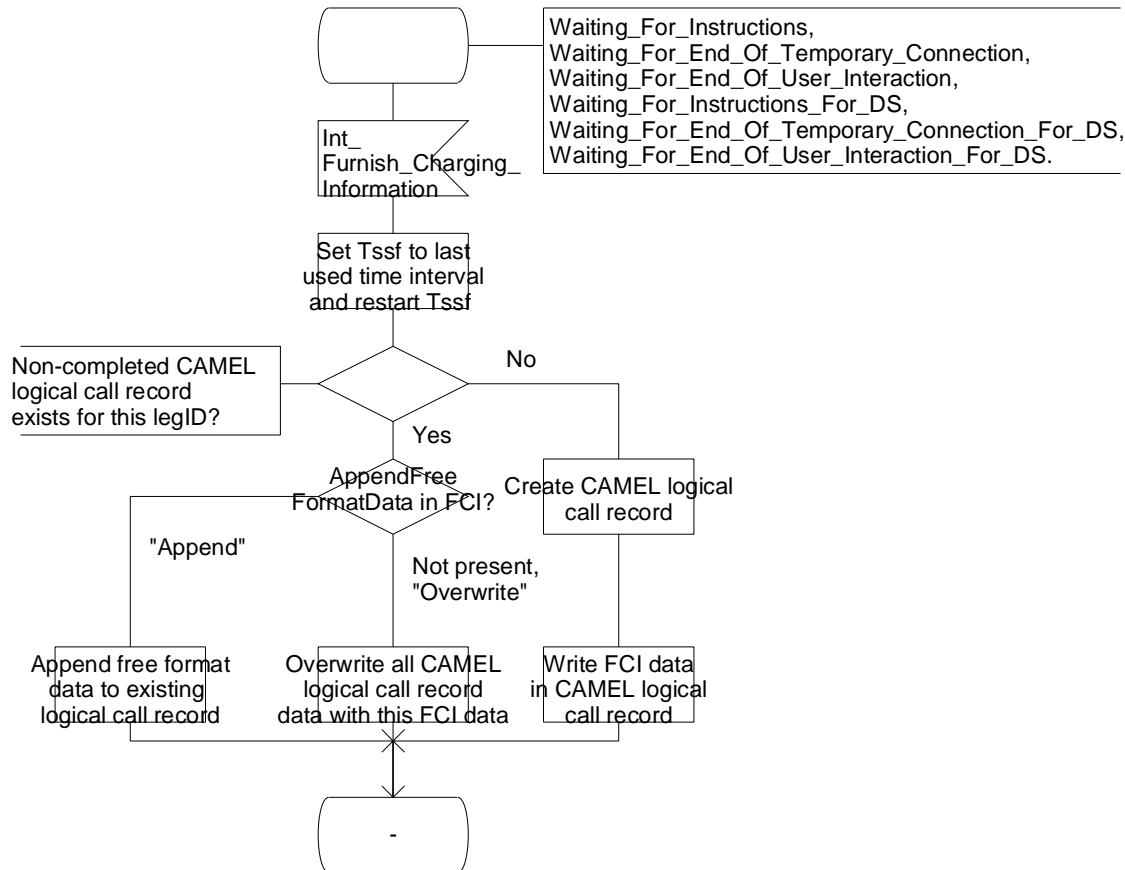 Waiting_For_Instructions,
Waiting_For_End_Of_Temporary_Connection,
Waiting_For_End_Of_User_Interaction,
Waiting_For_Instructions_For_DS,
Waiting_For_End_Of_Temporary_Connection_For_DS,
Waiting_For_End_Of_User_Interaction_For_DS.
Int_
Furnish_Charging_
Information
Set Tssf to last
used time interval
and restart Tssf
Non-completed CAMEL
logical call record
exists for this legID?
No
Yes
AppendFree
FormatData in FCI?
Create CAMEL logical
call record
"Append"
Not present,
"Overwrite"
Append free format
data to existing
logical call record
Overwrite all CAMEL
logical call record
data with this FCI data
Write FCI data
in CAMEL logical
call record
-